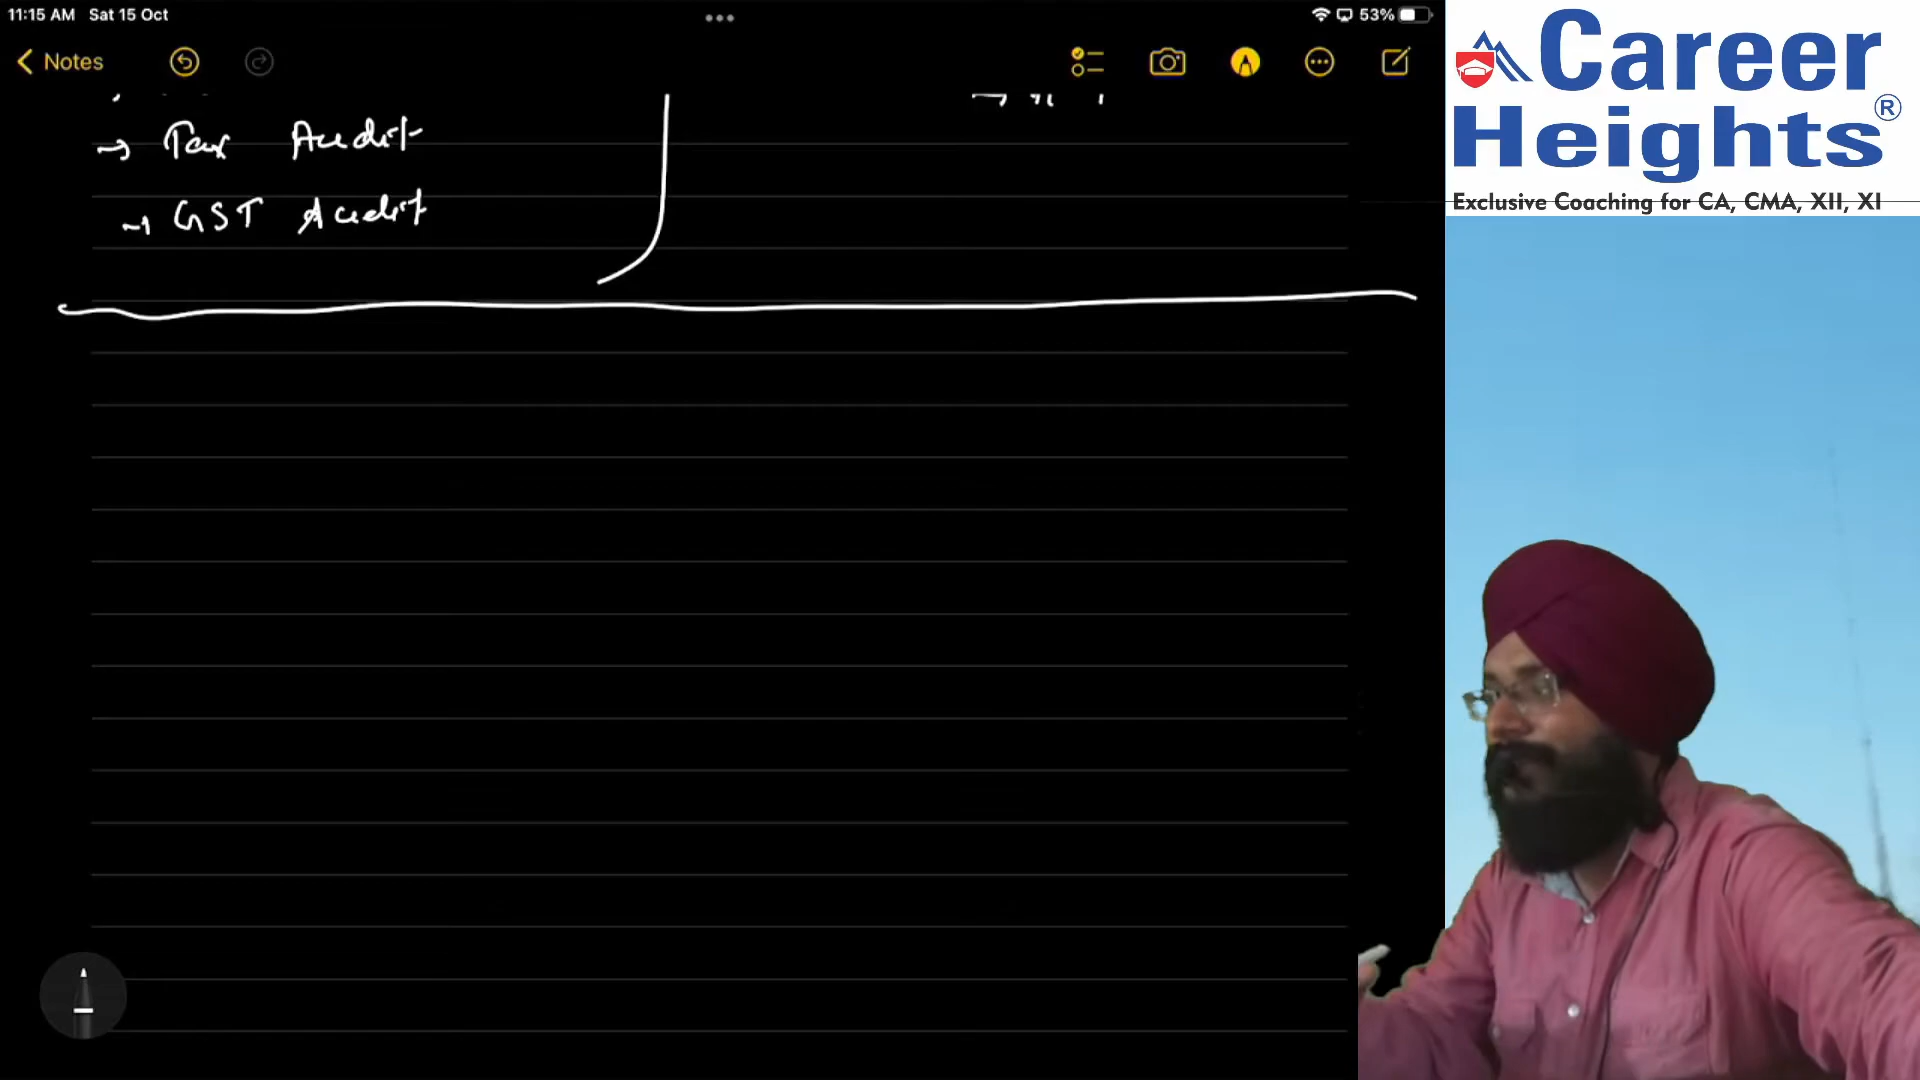 11:15 AM Sat 15 Oct
53%
Notes
→ Tax Audit
→ GST Audit
Career
Heights®
Exclusive Coaching for CA, CMA, XII, XI